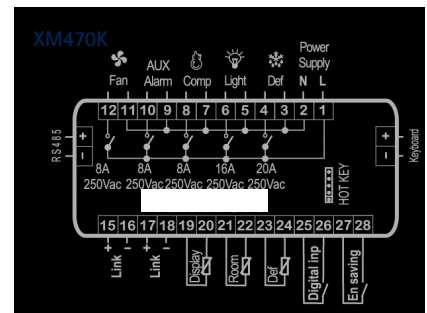 XM470K
Power
Supply
AUX
Fan Alarm Comp Light Def N L
12 11 10 9 8 7 6 5 4 3 2 1
RS485
+
-
+
-
Keyboard
8A 8A 8A 16A 20A
250Vac 250Vac 250Vac 250Vac 250Vac
HOT KEY
15 16 17 18 19 20 21 22 23 24 25 26 27 28
+ - + -
Link
Link
Display
Room
Def
Digital inp
En saving